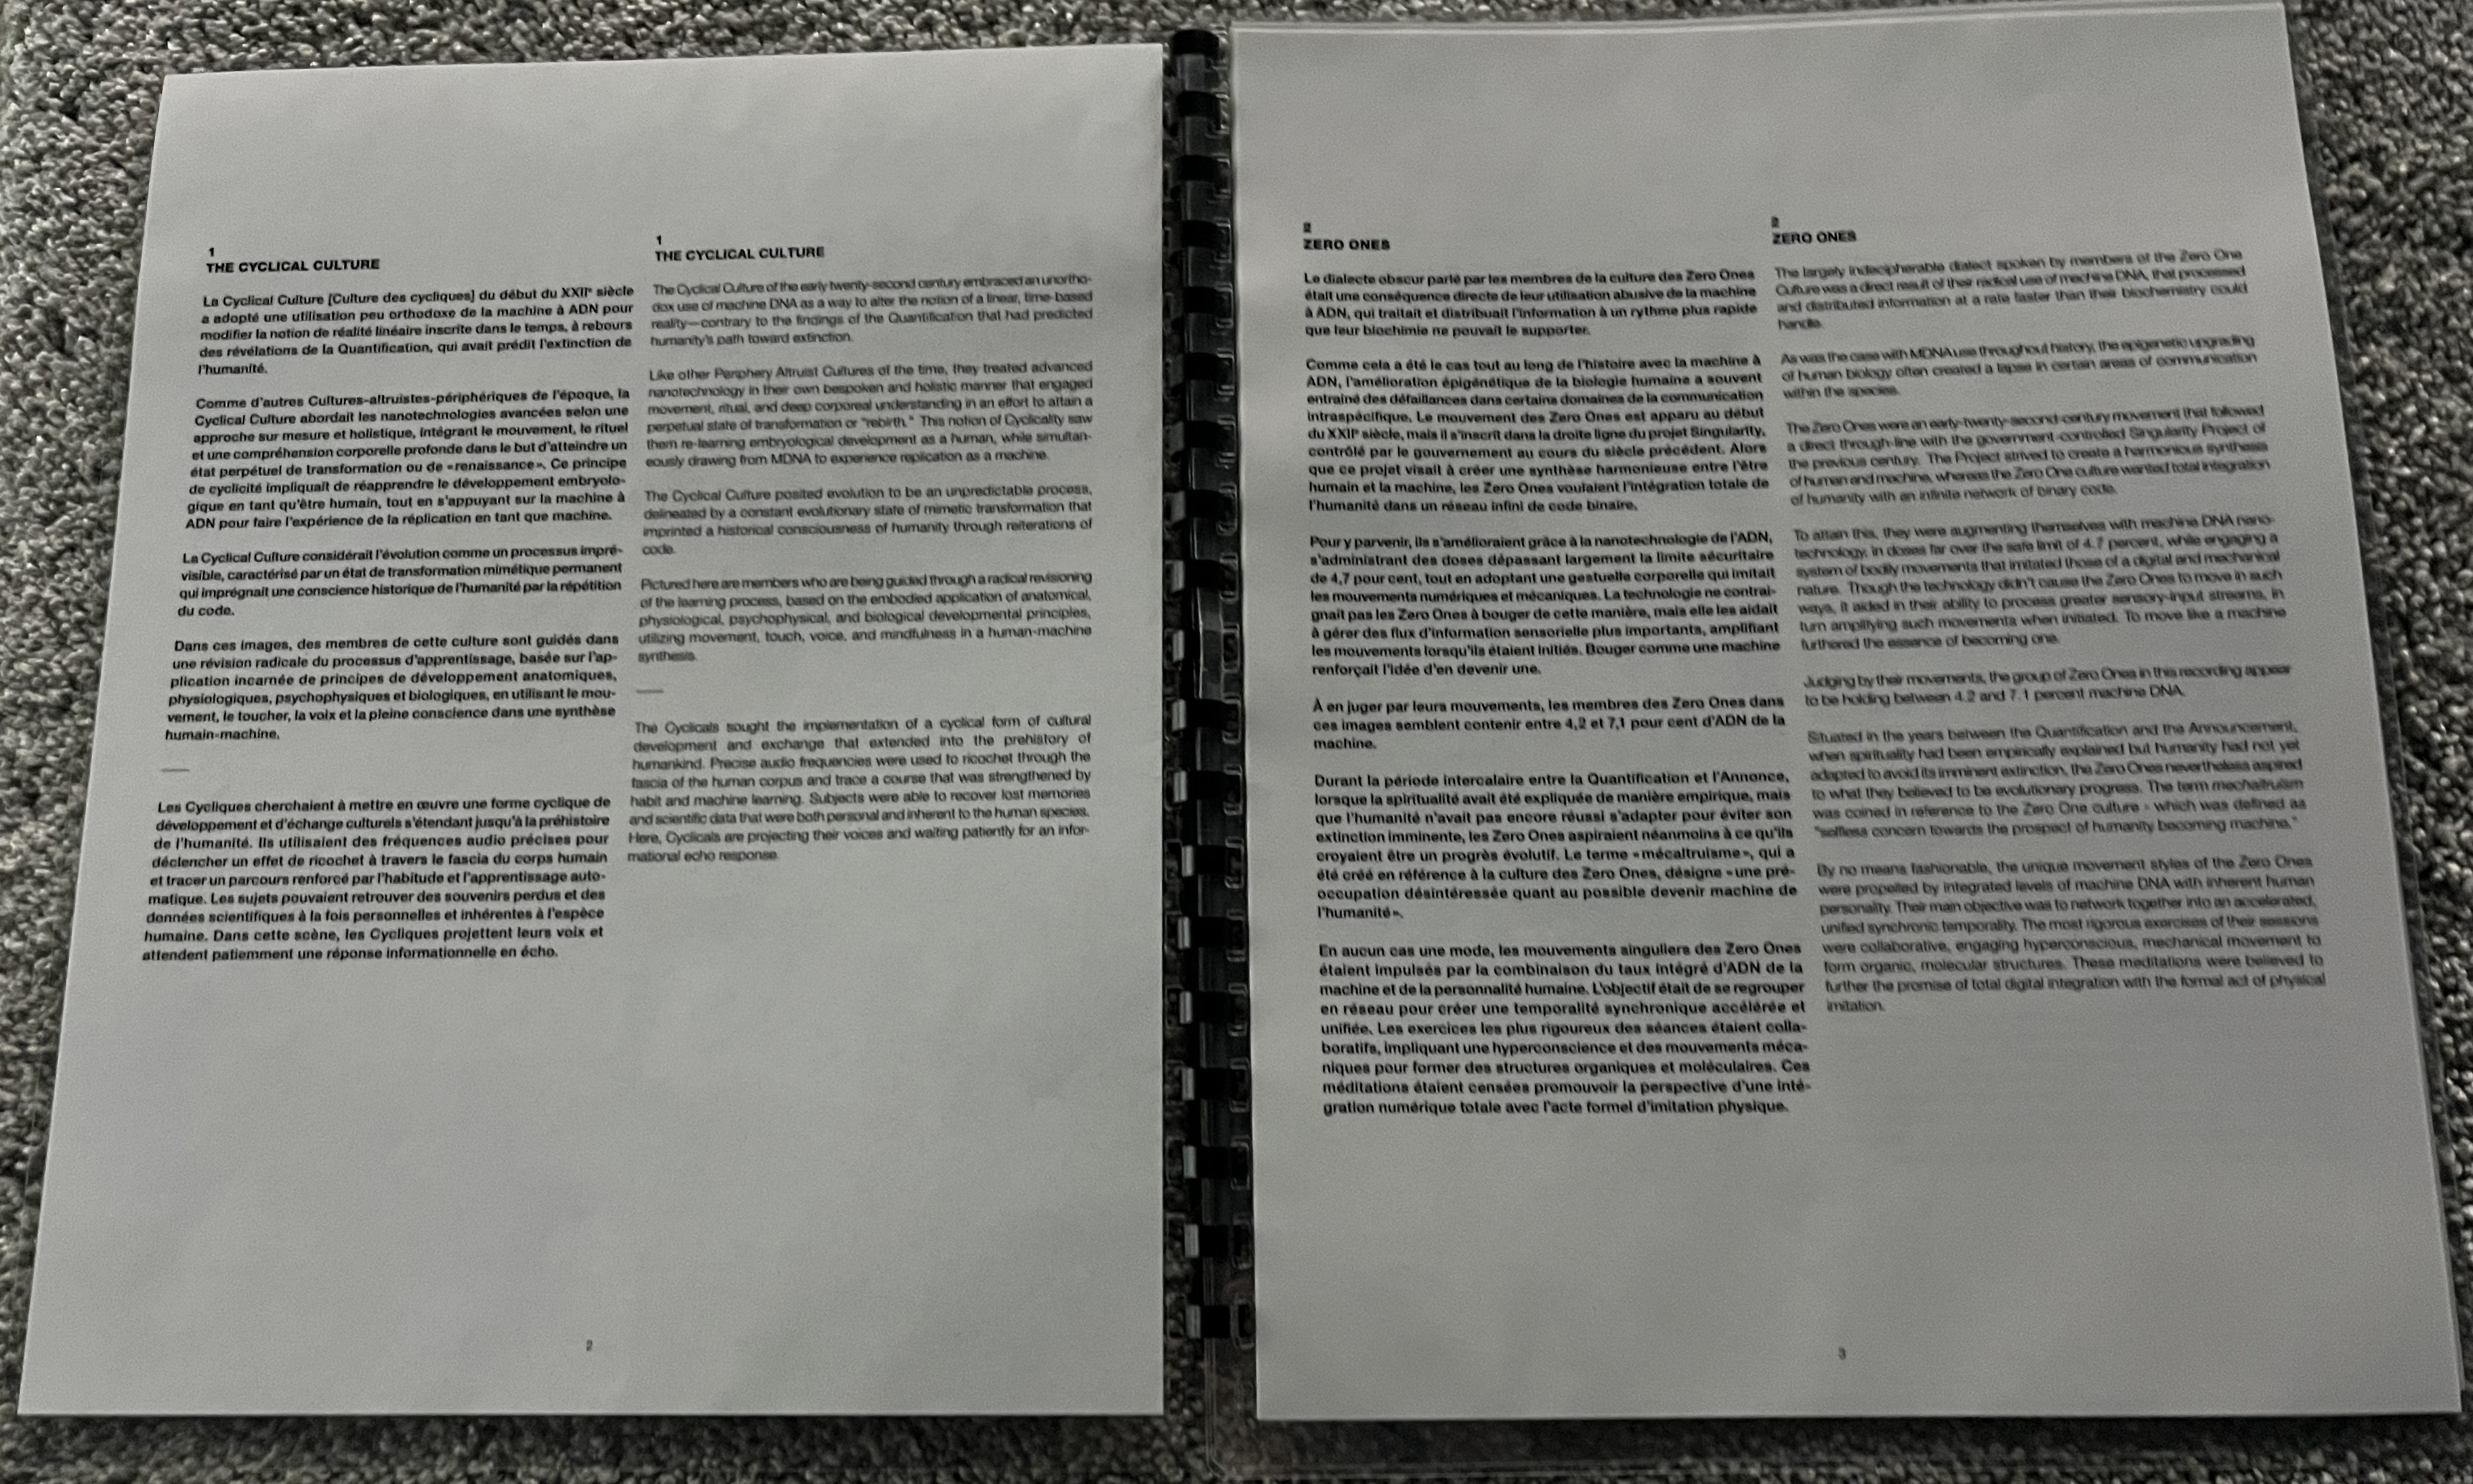 1
THE CYCLICAL CULTURE
La Cyclical Culture [Culture des cycliques] du début du XXIIᵉ siècle
a adopté une utilisation peu orthodoxe de la machine à ADN pour
modifier la notion de réalité linéaire inscrite dans le temps, à rebours
des révélations de la Quantification, qui avait prédit l'extinction de
l'humanité.
Comme d'autres Cultures-altruistes-périphériques de l'époque, la
Cyclical Culture abordait les nanotechnologies avancées selon une
approche sur mesure et holistique, intégrant le mouvement, le rituel
et une compréhension corporelle profonde dans le but d'atteindre un
état perpétuel de transformation ou de «renaissance». Ce principe
de cyclicité impliquait de réapprendre le développement embryolo-
gique en tant qu'être humain, tout en s'appuyant sur la machine à
ADN pour faire l'expérience de la réplication en tant que machine.
La Cyclical Culture considérait l'évolution comme un processus impré-
visible, caractérisé par un état de transformation mimétique permanent
qui imprégnait une conscience historique de l'humanité par la répétition
du code.
Dans ces images, des membres de cette culture sont guidés dans
une révision radicale du processus d'apprentissage, basée sur l'ap-
plication incarnée de principes de développement anatomiques,
physiologiques, psychophysiques et biologiques, en utilisant le mou-
vement, le toucher, la voix et la pleine conscience dans une synthèse
humain-machine.
—
Les Cycliques cherchaient à mettre en œuvre une forme cyclique de
développement et d'échange culturels s'étendant jusqu'à la préhistoire
de l'humanité. Ils utilisaient des fréquences audio précises pour
déclencher un effet de ricochet à travers le fascia du corps humain
et tracer un parcours renforcé par l'habitude et l'apprentissage auto-
matique. Les sujets pouvaient retrouver des souvenirs perdus et des
données scientifiques à la fois personnelles et inhérentes à l'espèce
humaine. Dans cette scène, les Cycliques projettent leurs voix et
attendent patiemment une réponse informationnelle en écho.
1
THE CYCLICAL CULTURE
The Cyclical Culture of the early twenty-second century embraced an unortho-
dox use of machine DNA as a way to alter the notion of a linear, time-based
reality—contrary to the findings of the Quantification that had predicted
humanity's path toward extinction.
Like other Periphery Altruist Cultures of the time, they treated advanced
nanotechnology in their own bespoken and holistic manner that engaged
movement, ritual, and deep corporeal understanding in an effort to attain a
perpetual state of transformation or "rebirth." This notion of Cyclicality saw
them re-learning embryological development as a human, while simultan-
eously drawing from MDNA to experience replication as a machine.
The Cyclical Culture posited evolution to be an unpredictable process,
delineated by a constant evolutionary state of mimetic transformation that
imprinted a historical consciousness of humanity through reiterations of
code.
Pictured here are members who are being guided through a radical revisioning
of the learning process, based on the embodied application of anatomical,
physiological, psychophysical, and biological developmental principles,
utilizing movement, touch, voice, and mindfulness in a human-machine
synthesis.
—
The Cyclicals sought the implementation of a cyclical form of cultural
development and exchange that extended into the prehistory of
humankind. Precise audio frequencies were used to ricochet through the
fascia of the human corpus and trace a course that was strengthened by
habit and machine learning. Subjects were able to recover lost memories
and scientific data that were both personal and inherent to the human species.
Here, Cyclicals are projecting their voices and waiting patiently for an infor-
mational echo response.
2
2
ZERO ONES
Le dialecte obscur parlé par les membres de la culture des Zero Ones
était une conséquence directe de leur utilisation abusive de la machine
à ADN, qui traitait et distribuait l'information à un rythme plus rapide
que leur biochimie ne pouvait le supporter.
Comme cela a été le cas tout au long de l'histoire avec la machine à
ADN, l'amélioration épigénétique de la biologie humaine a souvent
entraîné des défaillances dans certains domaines de la communication
intraspécifique. Le mouvement des Zero Ones est apparu au début
du XXIIᵉ siècle, mais il s'inscrit dans la droite ligne du projet Singularity,
contrôlé par le gouvernement au cours du siècle précédent. Alors
que ce projet visait à créer une synthèse harmonieuse entre l'être
humain et la machine, les Zero Ones voulaient l'intégration totale de
l'humanité dans un réseau infini de code binaire.
Pour y parvenir, ils s'amélioraient grâce à la nanotechnologie de l'ADN,
s'administrant des doses dépassant largement la limite sécuritaire
de 4,7 pour cent, tout en adoptant une gestuelle corporelle qui imitait
les mouvements numériques et mécaniques. La technologie ne contrai-
gnait pas les Zero Ones à bouger de cette manière, mais elle les aidait
à gérer des flux d'information sensorielle plus importants, amplifiant
les mouvements lorsqu'ils étaient initiés. Bouger comme une machine
renforçait l'idée d'en devenir une.
À en juger par leurs mouvements, les membres des Zero Ones dans
ces images semblent contenir entre 4,2 et 7,1 pour cent d'ADN de la
machine.
Durant la période intercalaire entre la Quantification et l'Annonce,
lorsque la spiritualité avait été expliquée de manière empirique, mais
que l'humanité n'avait pas encore réussi s'adapter pour éviter son
extinction imminente, les Zero Ones aspiraient néanmoins à ce qu'ils
croyaient être un progrès évolutif. Le terme «mécaltruisme», qui a
été créé en référence à la culture des Zero Ones, désigne «une pré-
occupation désintéressée quant au possible devenir machine de
l'humanité».
En aucun cas une mode, les mouvements singuliers des Zero Ones
étaient impulsés par la combinaison du taux intégré d'ADN de la
machine et de la personnalité humaine. L'objectif était de se regrouper
en réseau pour créer une temporalité synchronique accélérée et
unifiée. Les exercices les plus rigoureux des séances étaient colla-
boratifs, impliquant une hyperconscience et des mouvements méca-
niques pour former des structures organiques et moléculaires. Ces
méditations étaient censées promouvoir la perspective d'une inté-
gration numérique totale avec l'acte formel d'imitation physique.
2
ZERO ONES
The largely indecipherable dialect spoken by members of the Zero One
Culture was a direct result of their radical use of machine DNA, that processed
and distributed information at a rate faster than their biochemistry could
handle.
As was the case with MDNA use throughout history, the epigenetic upgrading
of human biology often created a lapse in certain areas of communication
within the species.
The Zero Ones were an early-twenty-second-century movement that followed
a direct through-line with the government-controlled Singularity Project of
the previous century. The Project strived to create a harmonious synthesis
of human and machine, whereas the Zero One culture wanted total integration
of humanity with an infinite network of binary code.
To attain this, they were augmenting themselves with machine DNA nano-
technology, in doses far over the safe limit of 4.7 percent, while engaging a
system of bodily movements that imitated those of a digital and mechanical
nature. Though the technology didn't cause the Zero Ones to move in such
ways, it aided in their ability to process greater sensory-input streams, in
turn amplifying such movements when initiated. To move like a machine
furthered the essence of becoming one.
Judging by their movements, the group of Zero Ones in this recording appear
to be holding between 4.2 and 7.1 percent machine DNA.
Situated in the years between the Quantification and the Announcement,
when spirituality had been empirically explained but humanity had not yet
adapted to avoid its imminent extinction, the Zero Ones nevertheless aspired
to what they believed to be evolutionary progress. The term mechaltruism
was coined in reference to the Zero One culture - which was defined as
"selfless concern towards the prospect of humanity becoming machine."
By no means fashionable, the unique movement styles of the Zero Ones
were propelled by integrated levels of machine DNA with inherent human
personality. Their main objective was to network together into an accelerated,
unified synchronic temporality. The most rigorous exercises of their sessions
were collaborative, engaging hyperconscious, mechanical movement to
form organic, molecular structures. These meditations were believed to
further the promise of total digital integration with the formal act of physical
imitation.
3